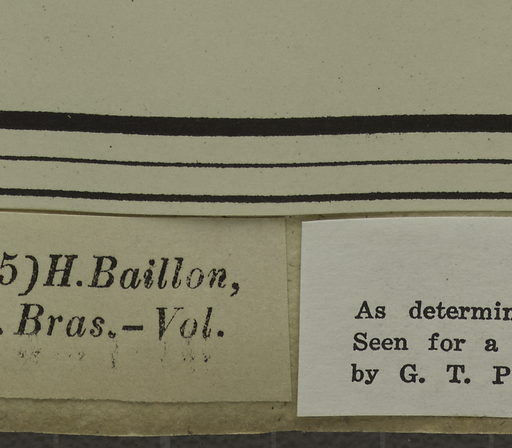 5)H.Baillon,
. Bras.-Vol.
As determin
Seen for a
by G. T. P